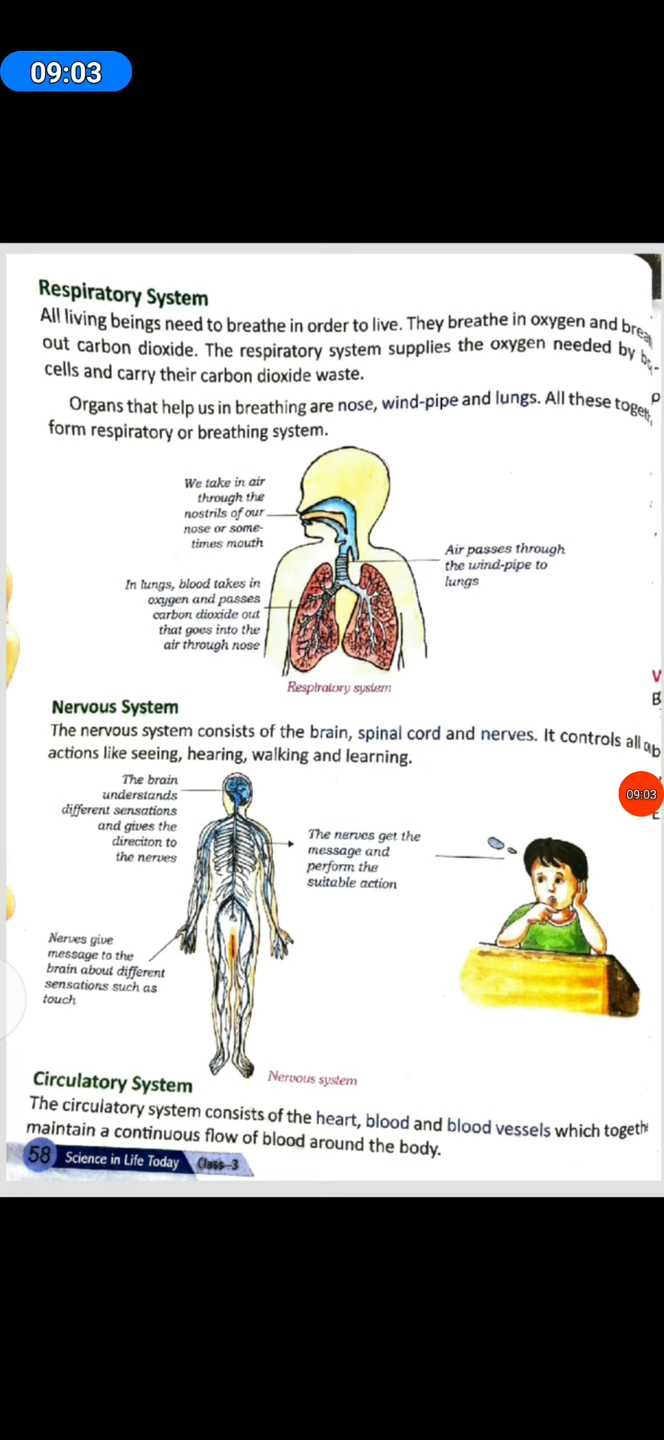 09:03
Respiratory System
All living beings need to breathe in order to live. They breathe in oxygen and
out carbon dioxide. The respiratory system supplies the oxygen needed by
cells and carry their carbon dioxide waste.
Organs that help us in breathing are nose, wind-pipe and lungs. All these
form respiratory or breathing system.
We take in air
through the
nostrils of our
nose or some-
times mouth
Air passes through
the wind-pipe to
lungs
In lungs, blood takes in
oxygen and passes
carbon dioxide out
that goes into the
air through nose
Respiratory system
Nervous System
The nervous system consists of the brain, spinal cord and nerves. It controls all
actions like seeing, hearing, walking and learning.
The brain
understands
different sensations
and gives the
direciton to
the nerves
The nerves get the
message and
perform the
suitable action
09:03
Nerves give
message to the
brain about different
sensations such as
touch
Nervous system
Circulatory System
The circulatory system consists of the heart, blood and blood vessels which togeth
maintain a continuous flow of blood around the body.
58 Science in Life Today Class-3